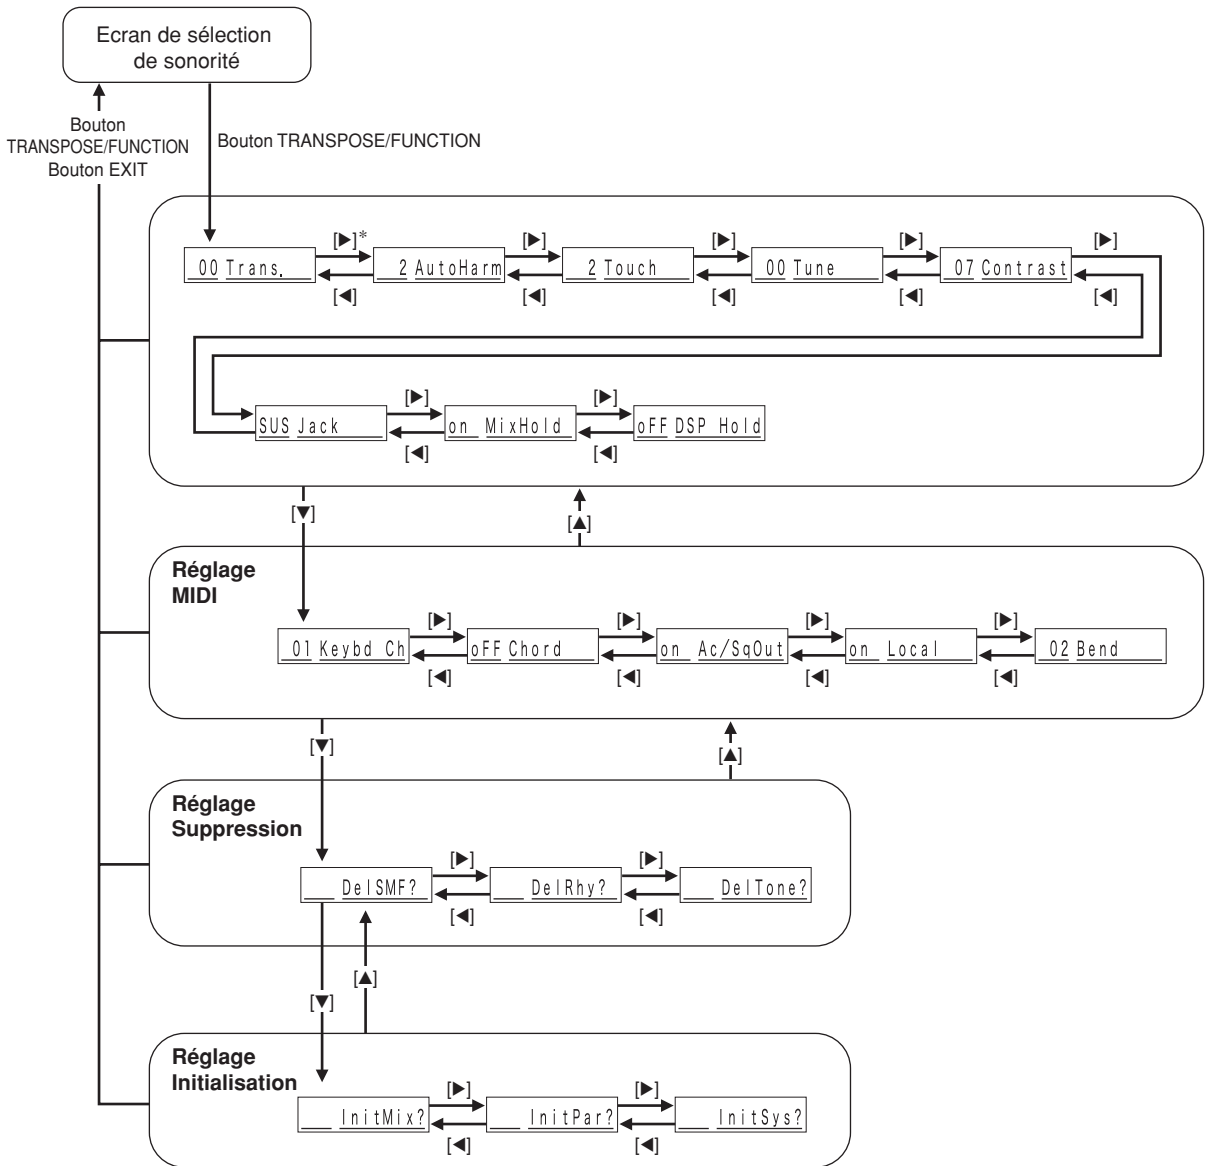 Ecran de sélection
de sonorité
Bouton
TRANSPOSE/FUNCTION
Bouton EXIT
Bouton TRANSPOSE/FUNCTION
[▶]* [▶] [▶] [▶] [▶]
00 Trans. 2 AutoHarm 2 Touch 00 Tune 07 Contrast
[◀] [◀] [◀] [◀] [◀]
[▶] [▶]
SUS Jack on MixHold oFF DSP Hold
[◀] [◀]
[▼] [▲]
Réglage
MIDI
[▶] [▶] [▶] [▶]
01 Keybd Ch oFF Chord on Ac/SqOut on Local 02 Bend
[◀] [◀] [◀] [◀]
[▼] [▲]
Réglage
Suppression
[▶] [▶]
DelSMF? DelRhy? DelTone?
[◀] [◀]
[▲]
[▼]
Réglage
Initialisation
[▶] [▶]
InitMix? InitPar? InitSys?
[◀] [◀]